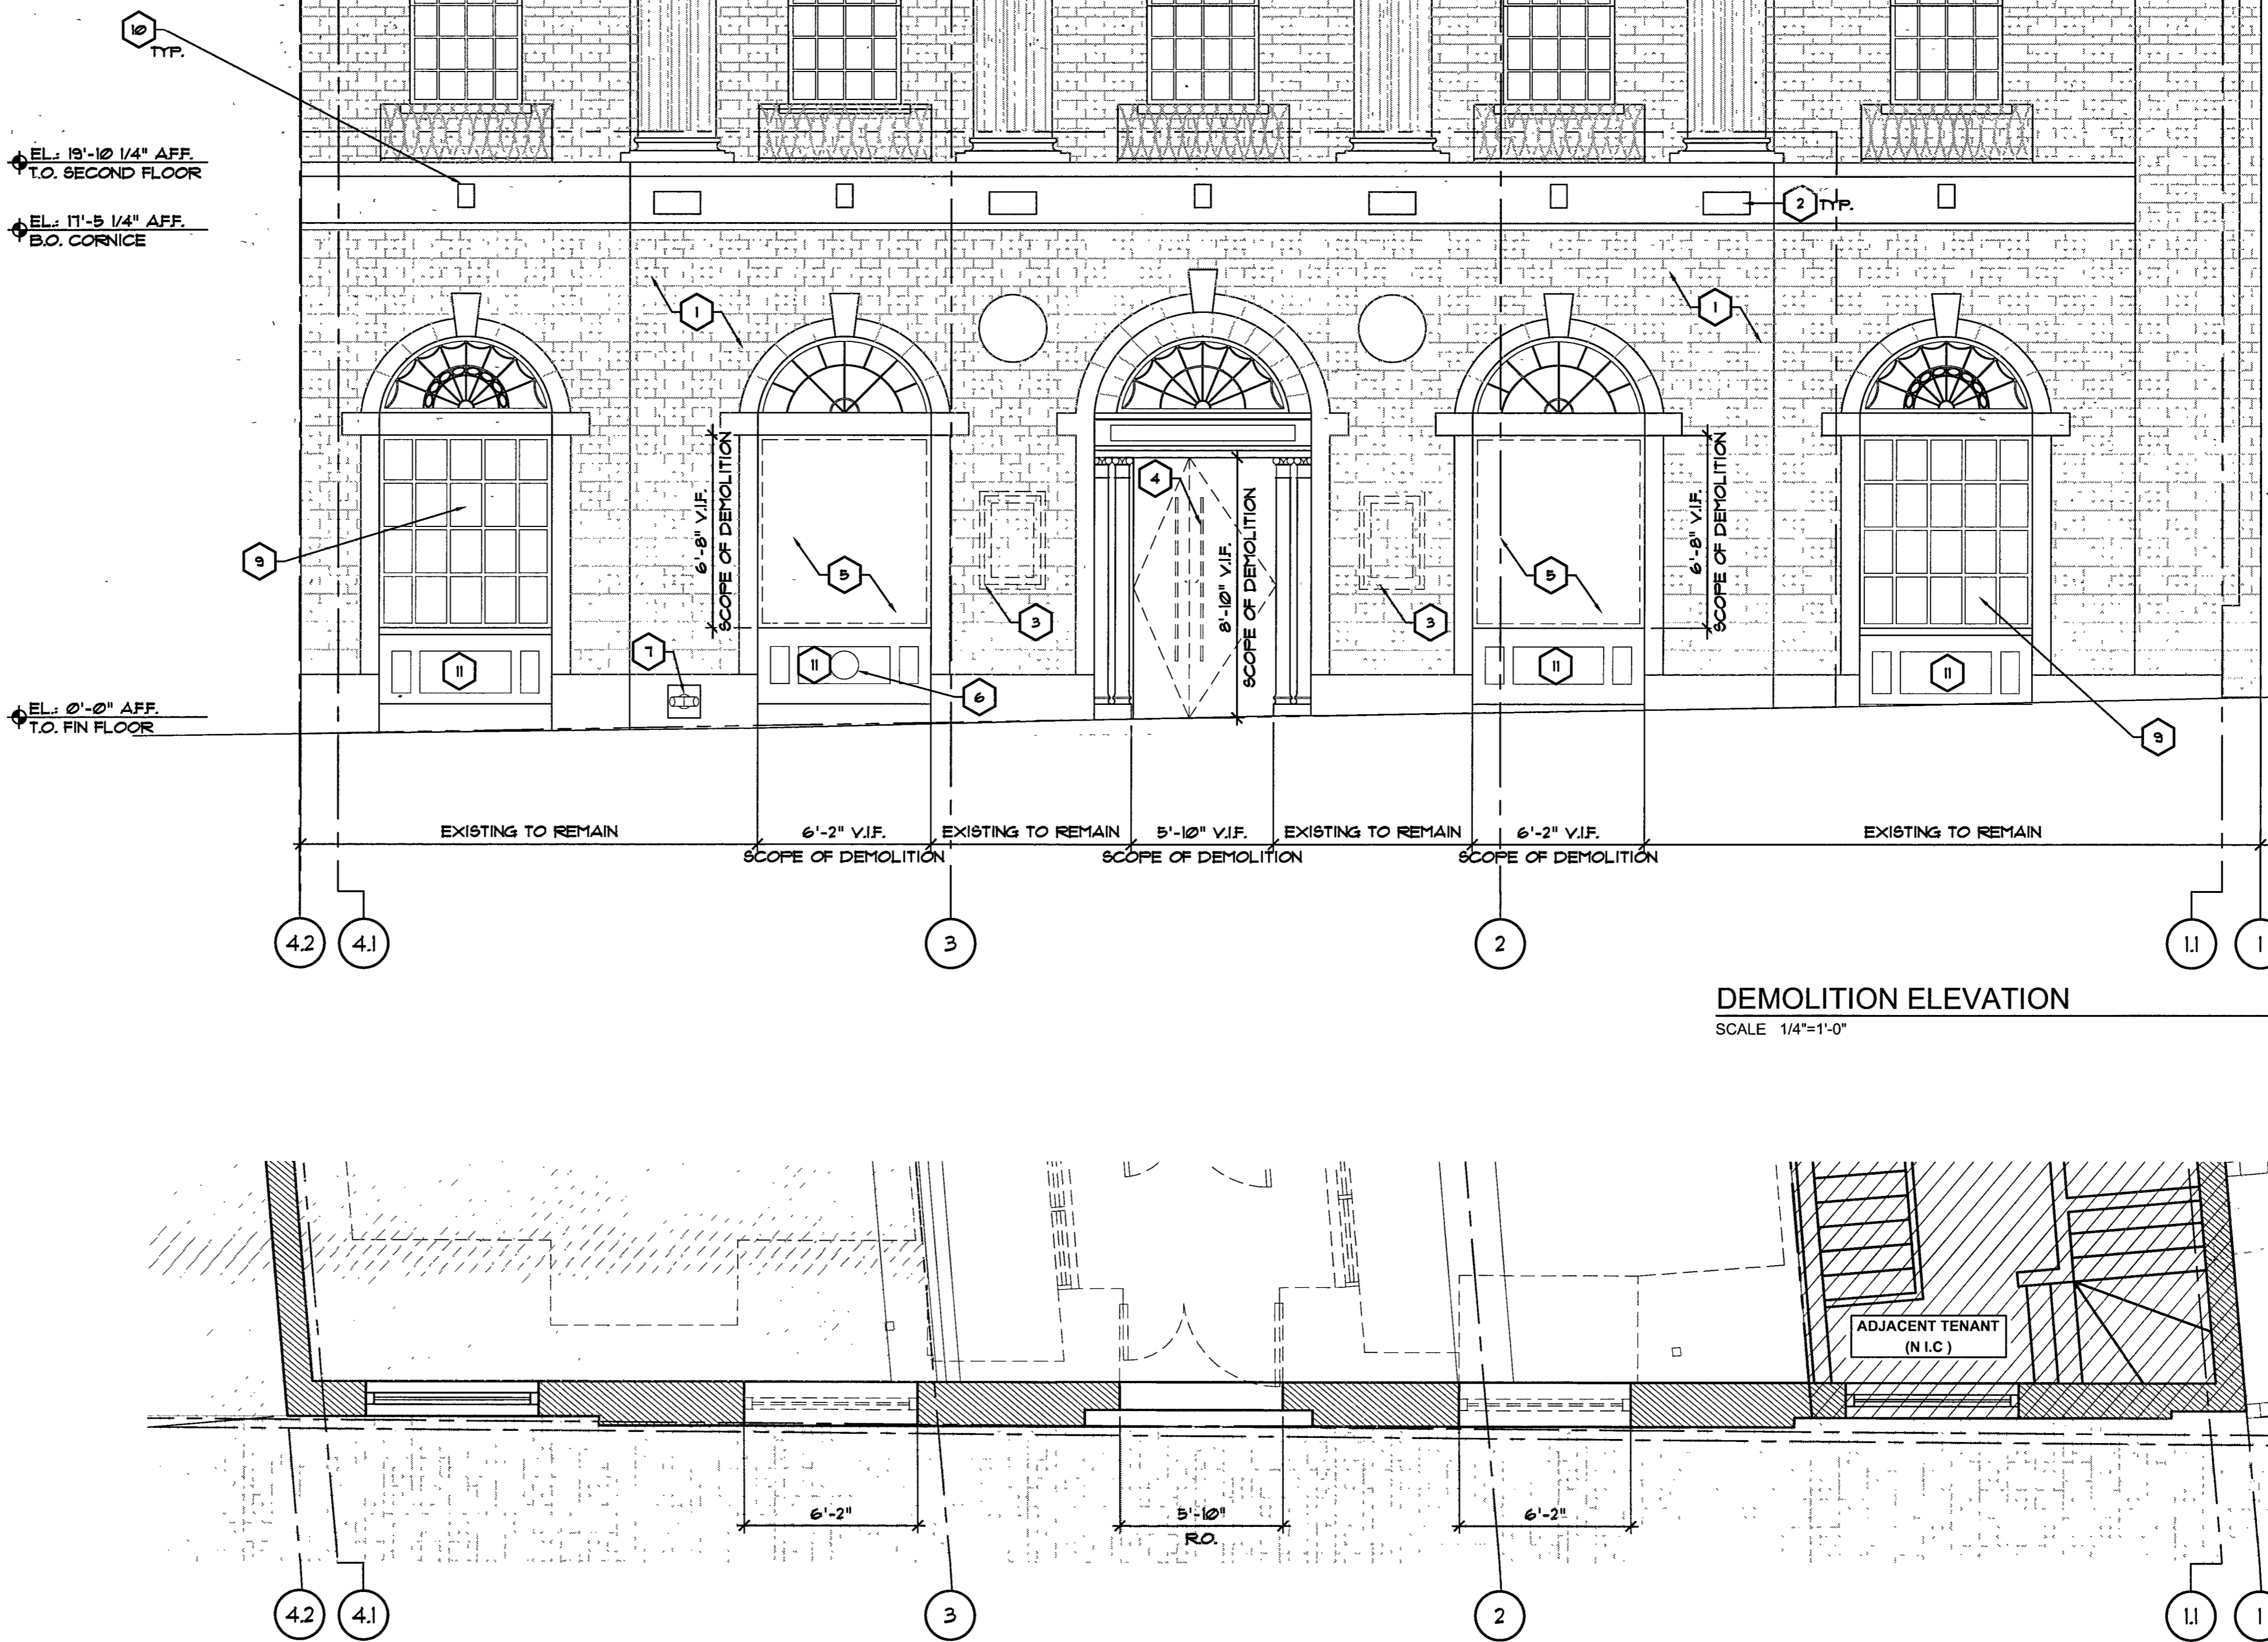 10
TYP.
EL.: 19'-10 1/4" A.F.F.
T.O. SECOND FLOOR
2 TYP.
EL.: 17'-5 1/4" A.F.F.
B.O. CORNICE
1
1
4
6'-8" V.I.F.
SCOPE OF DEMOLITION
8'-10" V.I.F.
SCOPE OF DEMOLITION
6'-8" V.I.F.
SCOPE OF DEMOLITION
9
5
5
3
3
7
11
11
6
11
11
EL.: 0'-0" A.F.F.
T.O. FIN FLOOR
9
EXISTING TO REMAIN 6'-2" V.I.F. EXISTING TO REMAIN 5'-10" V.I.F. EXISTING TO REMAIN 6'-2" V.I.F. EXISTING TO REMAIN
SCOPE OF DEMOLITION SCOPE OF DEMOLITION SCOPE OF DEMOLITION
4.2 4.1 3 2 1.1 1
DEMOLITION ELEVATION
SCALE 1/4"=1'-0"
ADJACENT TENANT
(N I.C )
6'-2" 5'-10" 6'-2"
R.O.
4.2 4.1 3 2 1.1 1